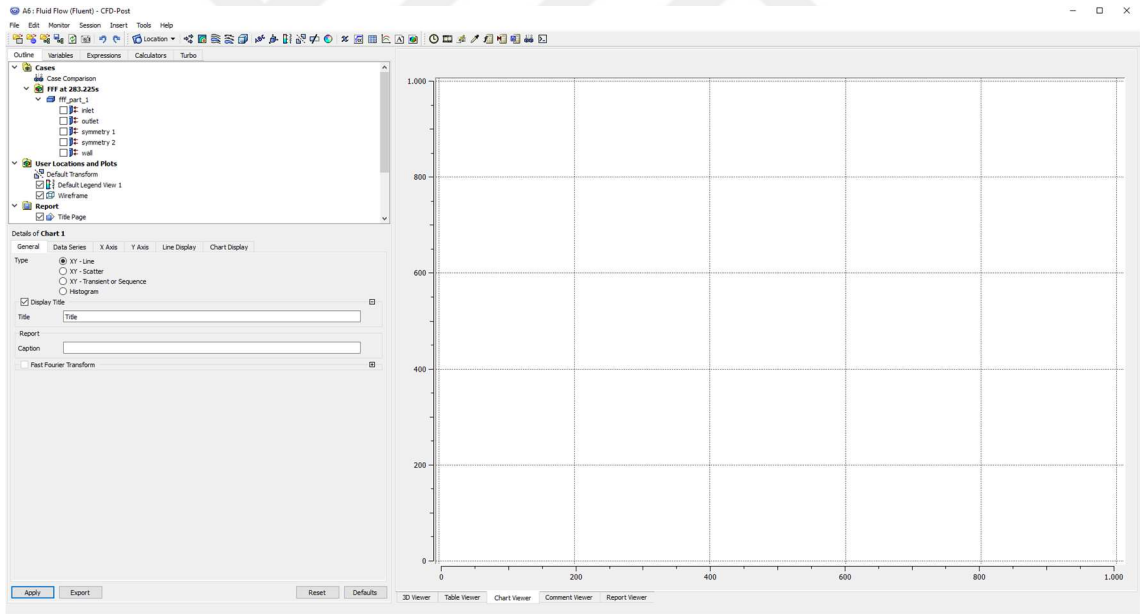 A6 : Fluid Flow (Fluent) - CFD-Post
File Edit Monitor Session Insert Tools Help
Location
Outline Variables Expressions Calculators Turbo
Cases
Case Comparison
FFF at 283.225s
fff_part_1
inlet
outlet
symmetry 1
symmetry 2
wall
User Locations and Plots
Default Transform
Default Legend View 1
Wireframe
Report
Title Page
Details of Chart 1
General Data Series X Axis Y Axis Line Display Chart Display
Type XY - Line
XY - Scatter
XY - Transient or Sequence
Histogram
Display Title
Title Title
Report
Caption
Fast Fourier Transform
Apply Export Reset Defaults
1.000
800
600
400
200
0
0 200 400 600 800 1.000
3D Viewer Table Viewer Chart Viewer Comment Viewer Report Viewer